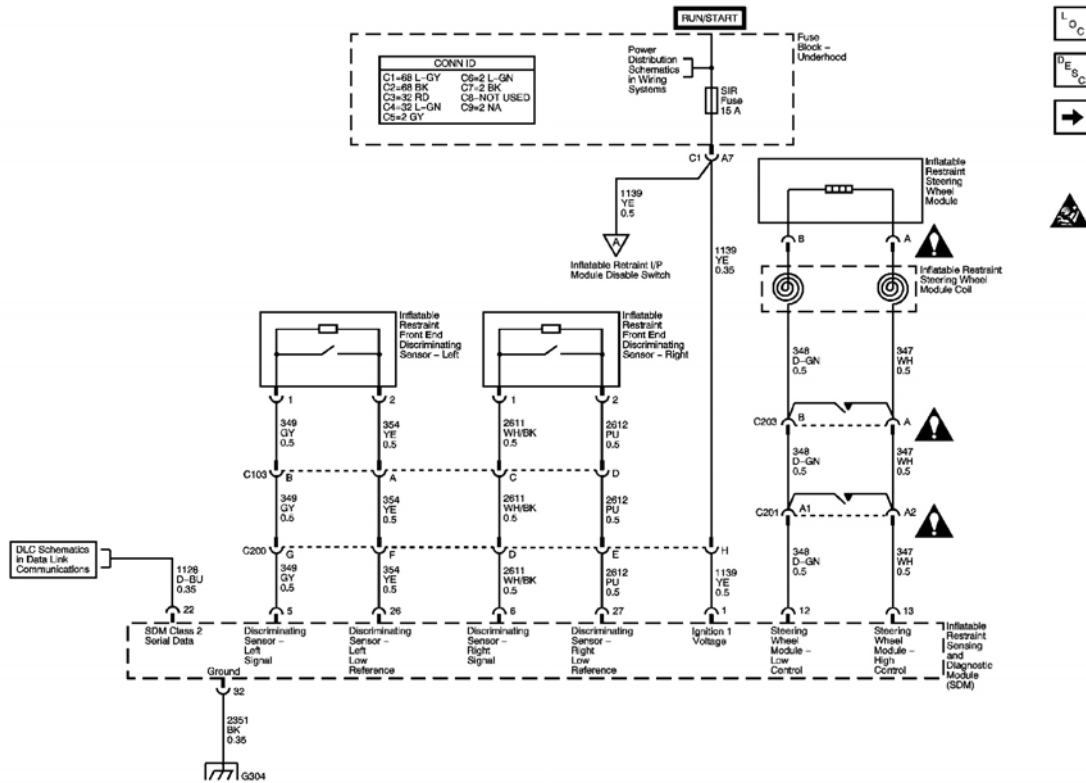 RUN/START
Fuse
Block –
Underhood
Power
Distribution
Schematics
in Wiring
Systems
CONN ID
C1=68 L-GY C6=2 L-GN
C2=68 BK C7=2 BK
C3=32 RD C8-NOT USED
C4=32 L-GN C9=2 NA
C5=2 GY
SIR
Fuse
15 A
C1 A7
L O C
D E S C
1139
YE
0.5
A
Inflatable Retraint I/P
Module Disable Switch
1139
YE
0.35
Inflatable
Restraint
Steering
Wheel
Module
B A
Inflatable Restraint
Steering Wheel
Module Coil
Inflatable
Restraint
Front End
Discriminating
Sensor – Left
Inflatable
Restraint
Front End
Discriminating
Sensor – Right
1 2 1 2
348
D-GN
0.5
347
WH
0.5
349
GY
0.5
354
YE
0.5
2611
WH/BK
0.5
2612
PU
0.5
C203 B A
C103 B A C D
348
D-GN
0.5
347
WH
0.5
349
GY
0.5
354
YE
0.5
2611
WH/BK
0.5
2612
PU
0.5
C201 A1 A2
C200 G F D E H
DLC Schematics
in Data Link
Communications
1126
D-BU
0.35
349
GY
0.5
354
YE
0.5
2611
WH/BK
0.5
2612
PU
0.5
1139
YE
0.5
348
D-GN
0.5
347
WH
0.5
22 5 26 6 27 1 12 13
SDM Class 2
Serial Data
Discriminating
Sensor –
Left
Signal
Discriminating
Sensor –
Left
Low
Reference
Discriminating
Sensor –
Right
Signal
Discriminating
Sensor –
Right
Low
Reference
Ignition 1
Voltage
Steering
Wheel
Module –
Low
Control
Steering
Wheel
Module –
High
Control
Inflatable
Restraint
Sensing
and
Diagnostic
Module
(SDM)
Ground
32
2351
BK
0.35
G304